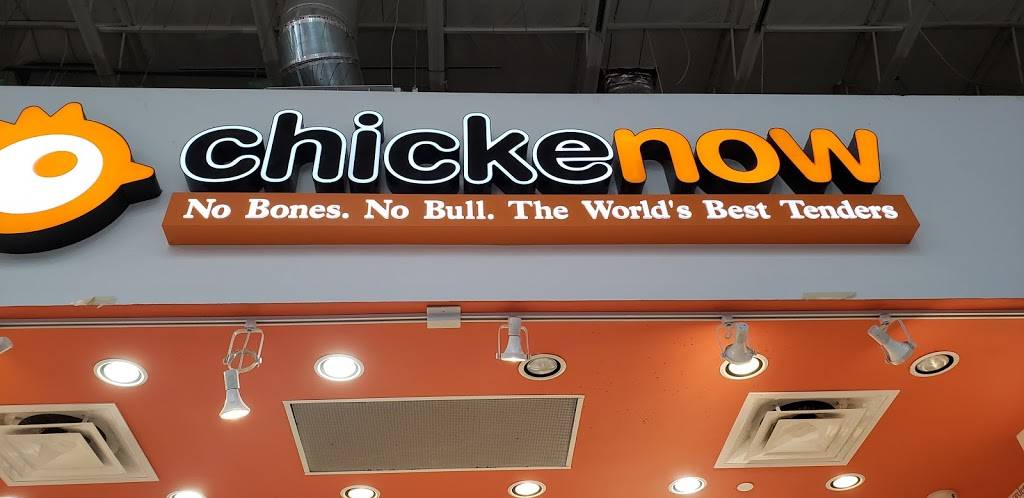 chickenow
No Bones. No Bull. The World's Best Tenders